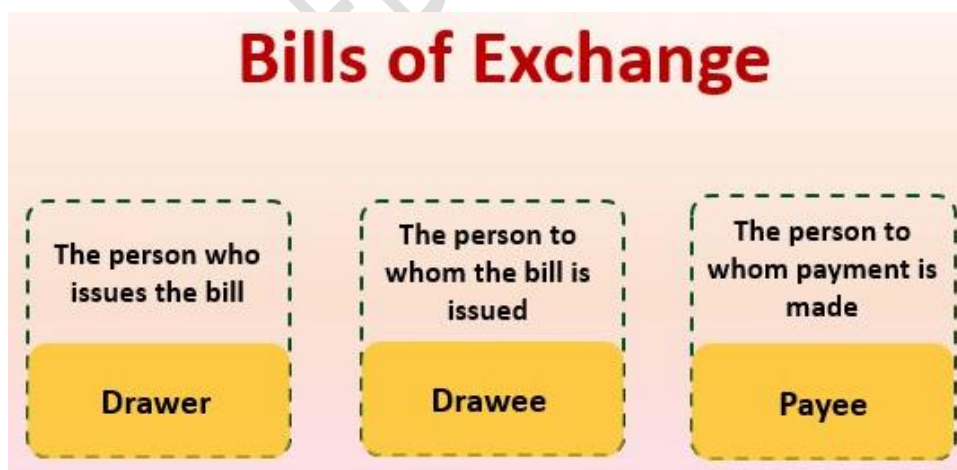 Bills of Exchange
The person who
issues the bill
Drawer
The person to
whom the bill is
issued
Drawee
The person to
whom payment is
made
Payee